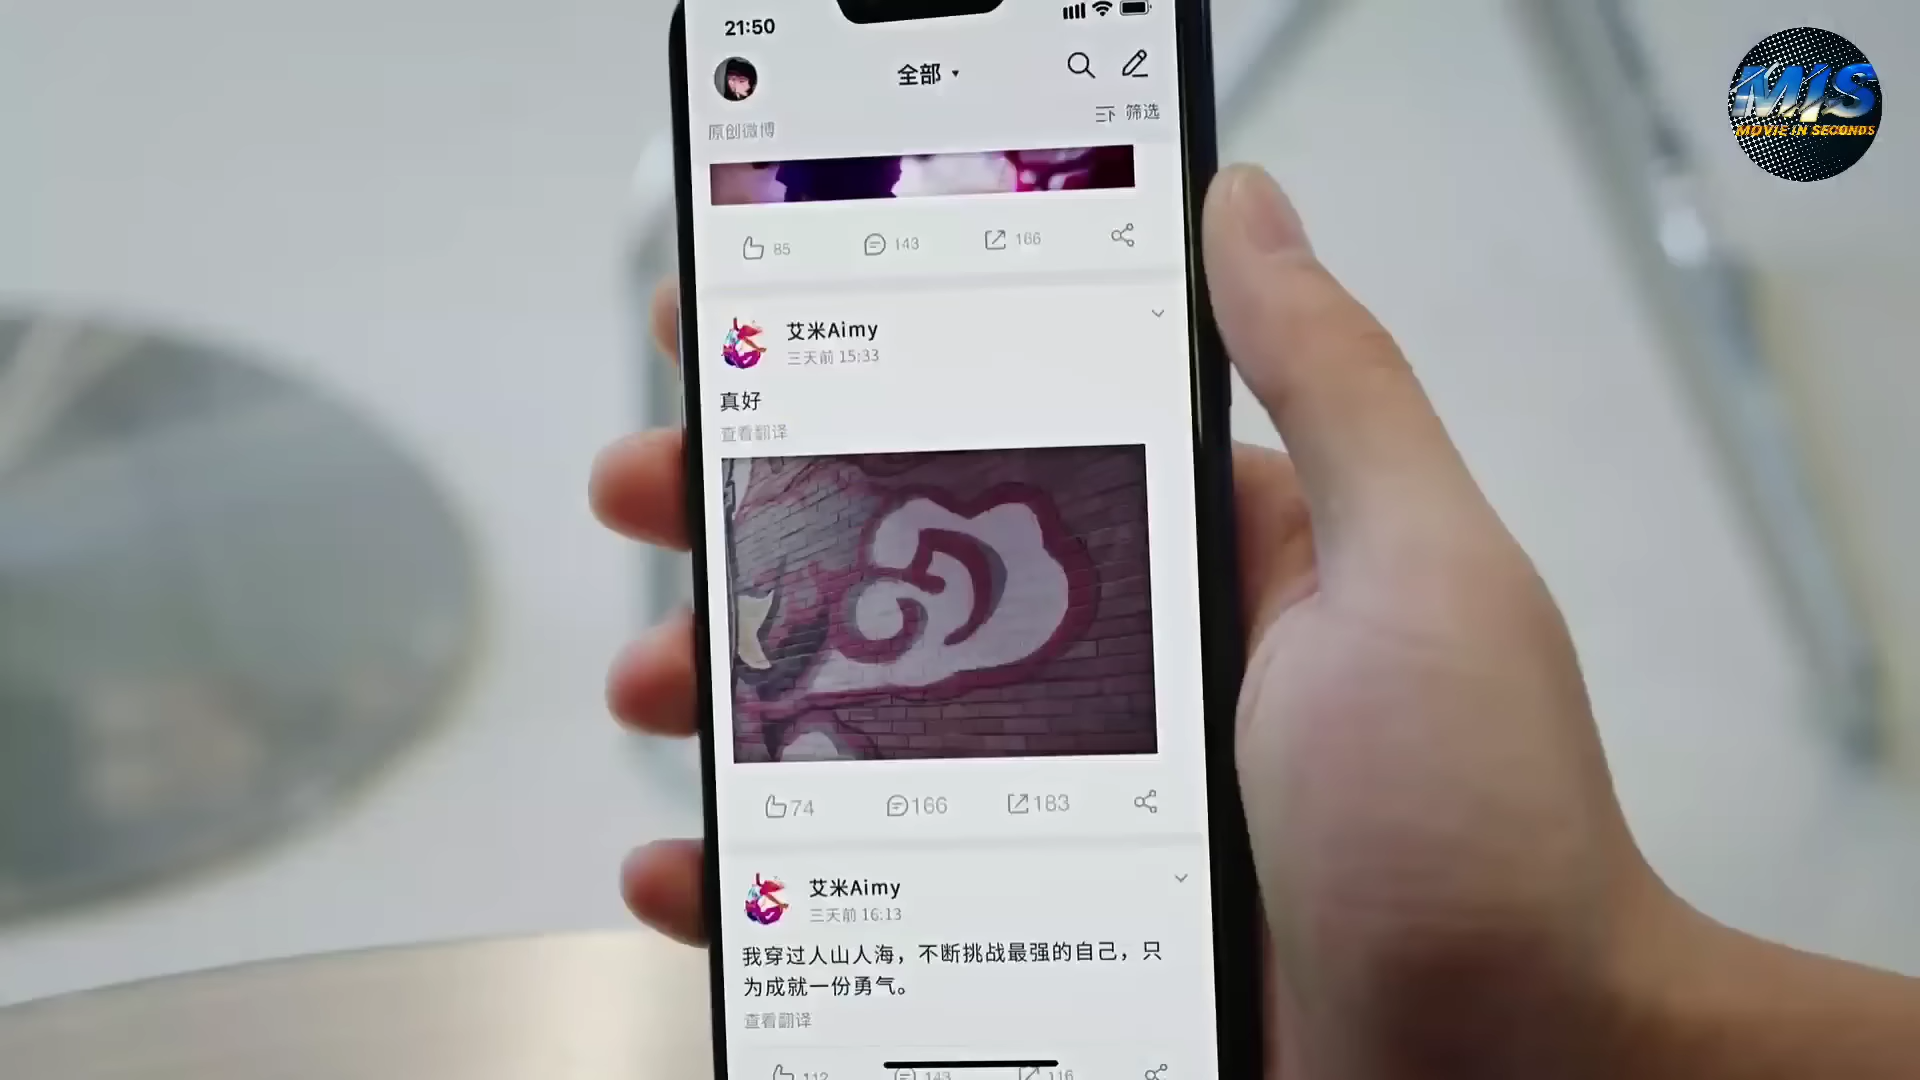 21:50
全部
筛选
原创微博
85
143
166
艾米Aimy
三天前 15:33
真好
查看翻译
74
166
183
艾米Aimy
三天前 16:13
我穿过人山人海，不断挑战最强的自己，只
为成就一份勇气。
查看翻译
112
143
116
MIS
MOVIE IN SECONDS